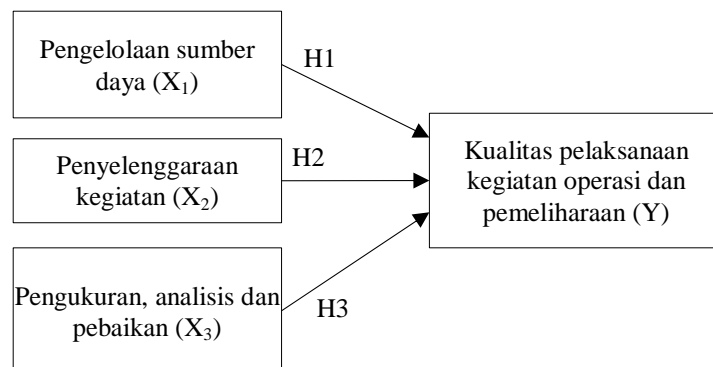 Pengelolaan sumber
daya (X₁)
H1
Penyelenggaraan
kegiatan (X₂)
H2
Kualitas pelaksanaan
kegiatan operasi dan
pemeliharaan (Y)
Pengukuran, analisis dan
pebaikan (X₃)
H3